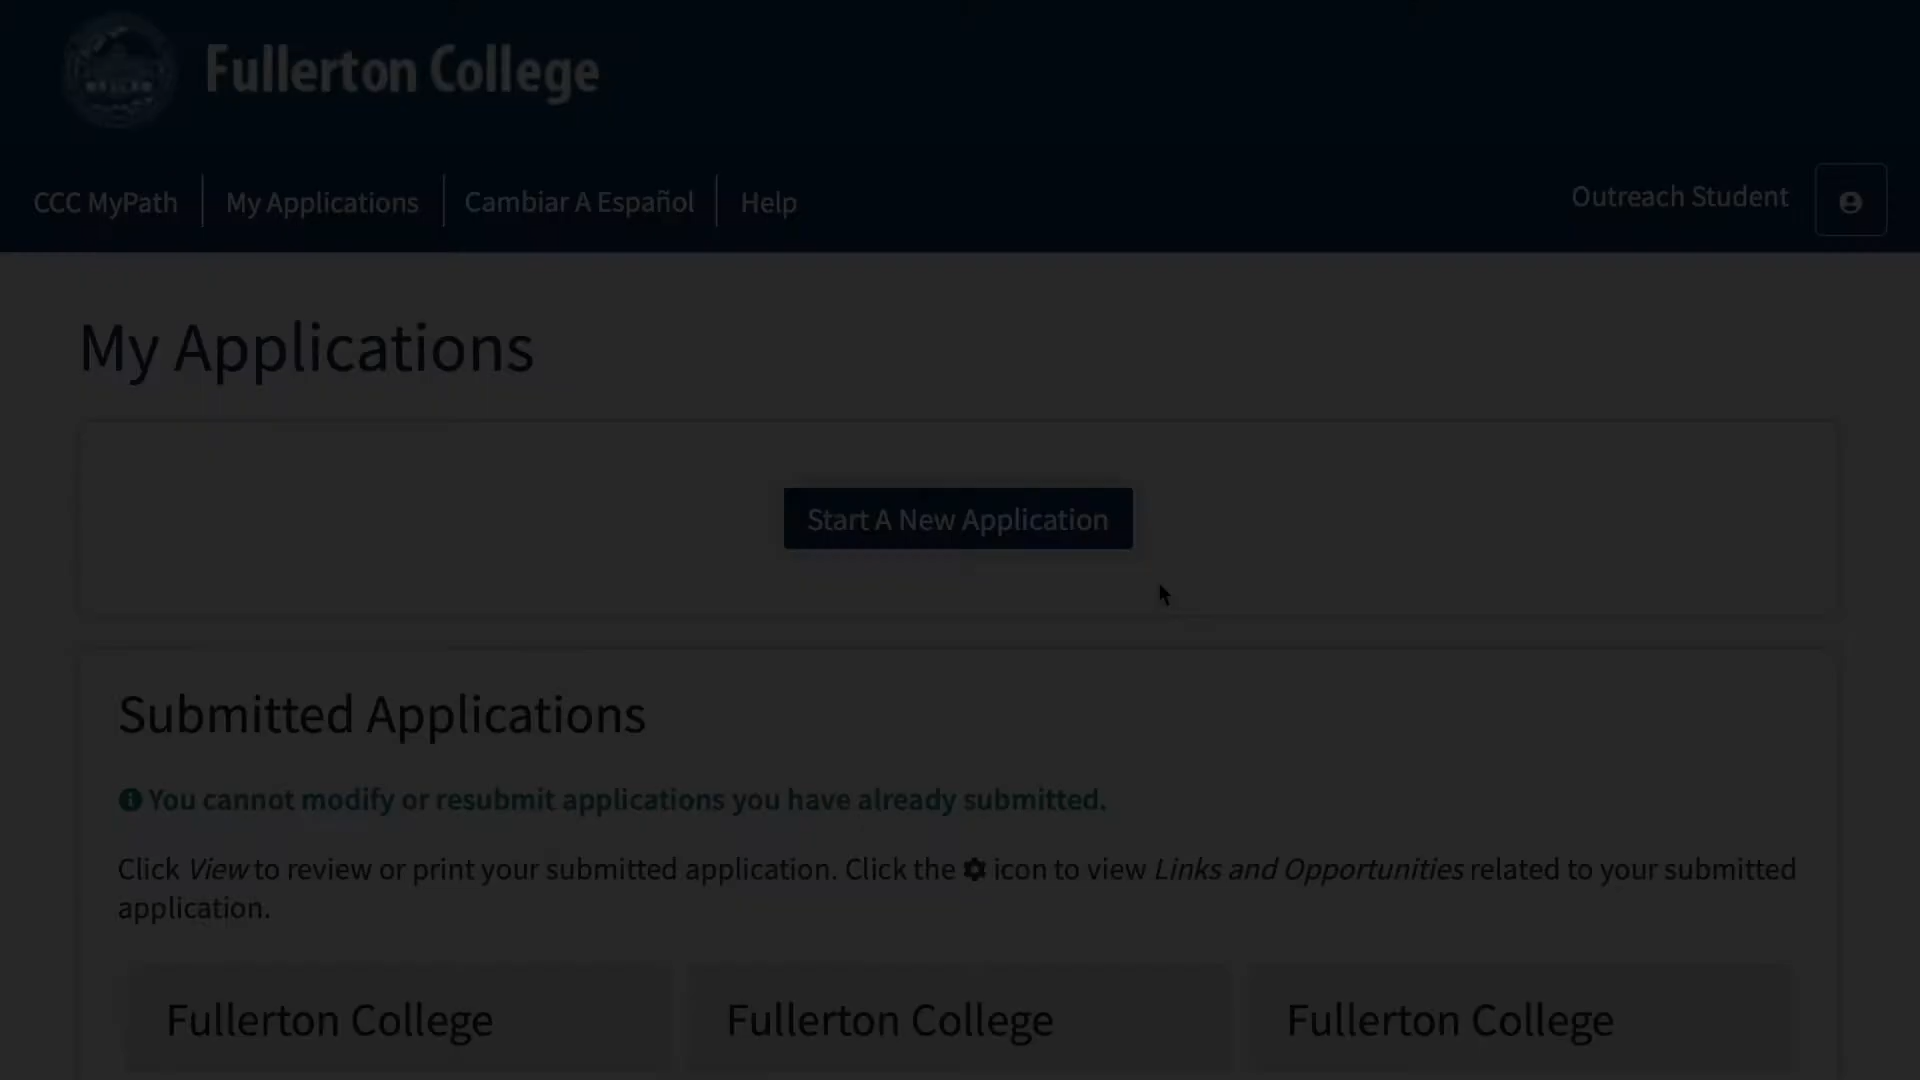 Fullerton College
CCC MyPath
My Applications
Cambiar A Español
Help
Outreach Student
My Applications
Start A New Application
Submitted Applications
You cannot modify or resubmit applications you have already submitted.
Click View to review or print your submitted application. Click the icon to view Links and Opportunities related to your submitted
application.
Fullerton College
Fullerton College
Fullerton College